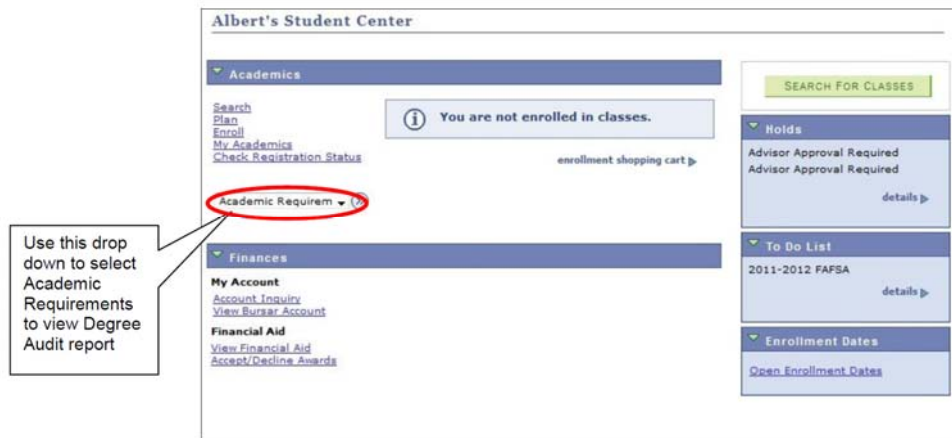 Albert's Student Center
Academics
Search
Plan
Enroll
My Academics
Check Registration Status
You are not enrolled in classes.
enrollment shopping cart
Academic Requirem
Use this drop
down to select
Academic
Requirements
to view Degree
Audit report
Finances
My Account
Account Inquiry
View Bursar Account
Financial Aid
View Financial Aid
Accept/Decline Awards
SEARCH FOR CLASSES
Holds
Advisor Approval Required
Advisor Approval Required
details
To Do List
2011-2012 FAFSA
details
Enrollment Dates
Open Enrollment Dates